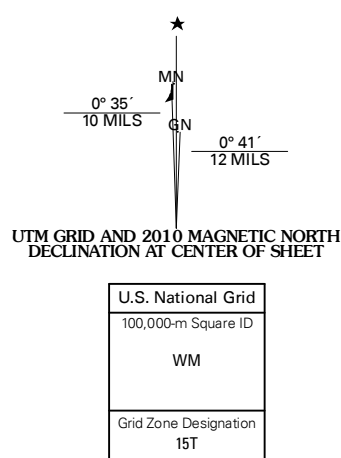 ★
MN
0° 35´
10 MILS
GN
0° 41´
12 MILS
UTM GRID AND 2010 MAGNETIC NORTH
DECLINATION AT CENTER OF SHEET
U.S. National Grid
100,000-m Square ID
WM
Grid Zone Designation
15T